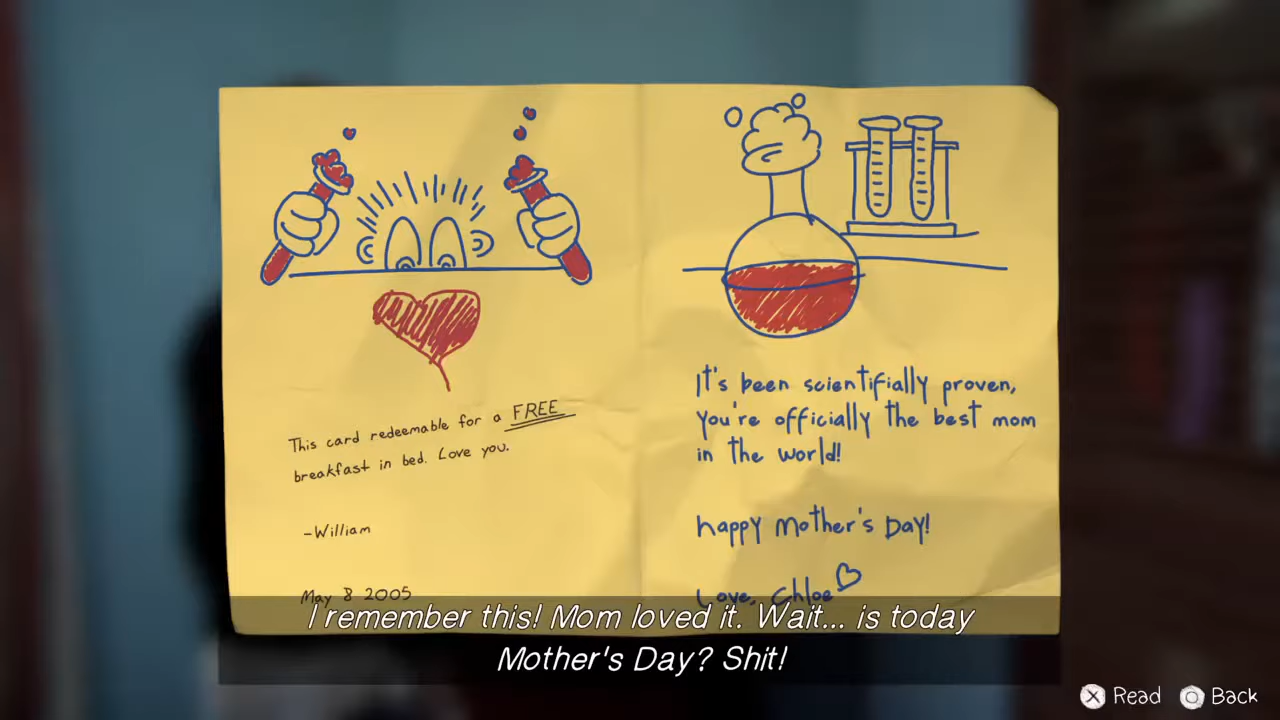 This card redeemable for a FREE
breakfast in bed. Love you.
-William
May 8 2005
It's been scientifially proven,
you're officially the best mom
in the world!
happy Mother's Day!
Love, Chloe
I remember this! Mom loved it. Wait... is today
Mother's Day? Shit!
Read
Back